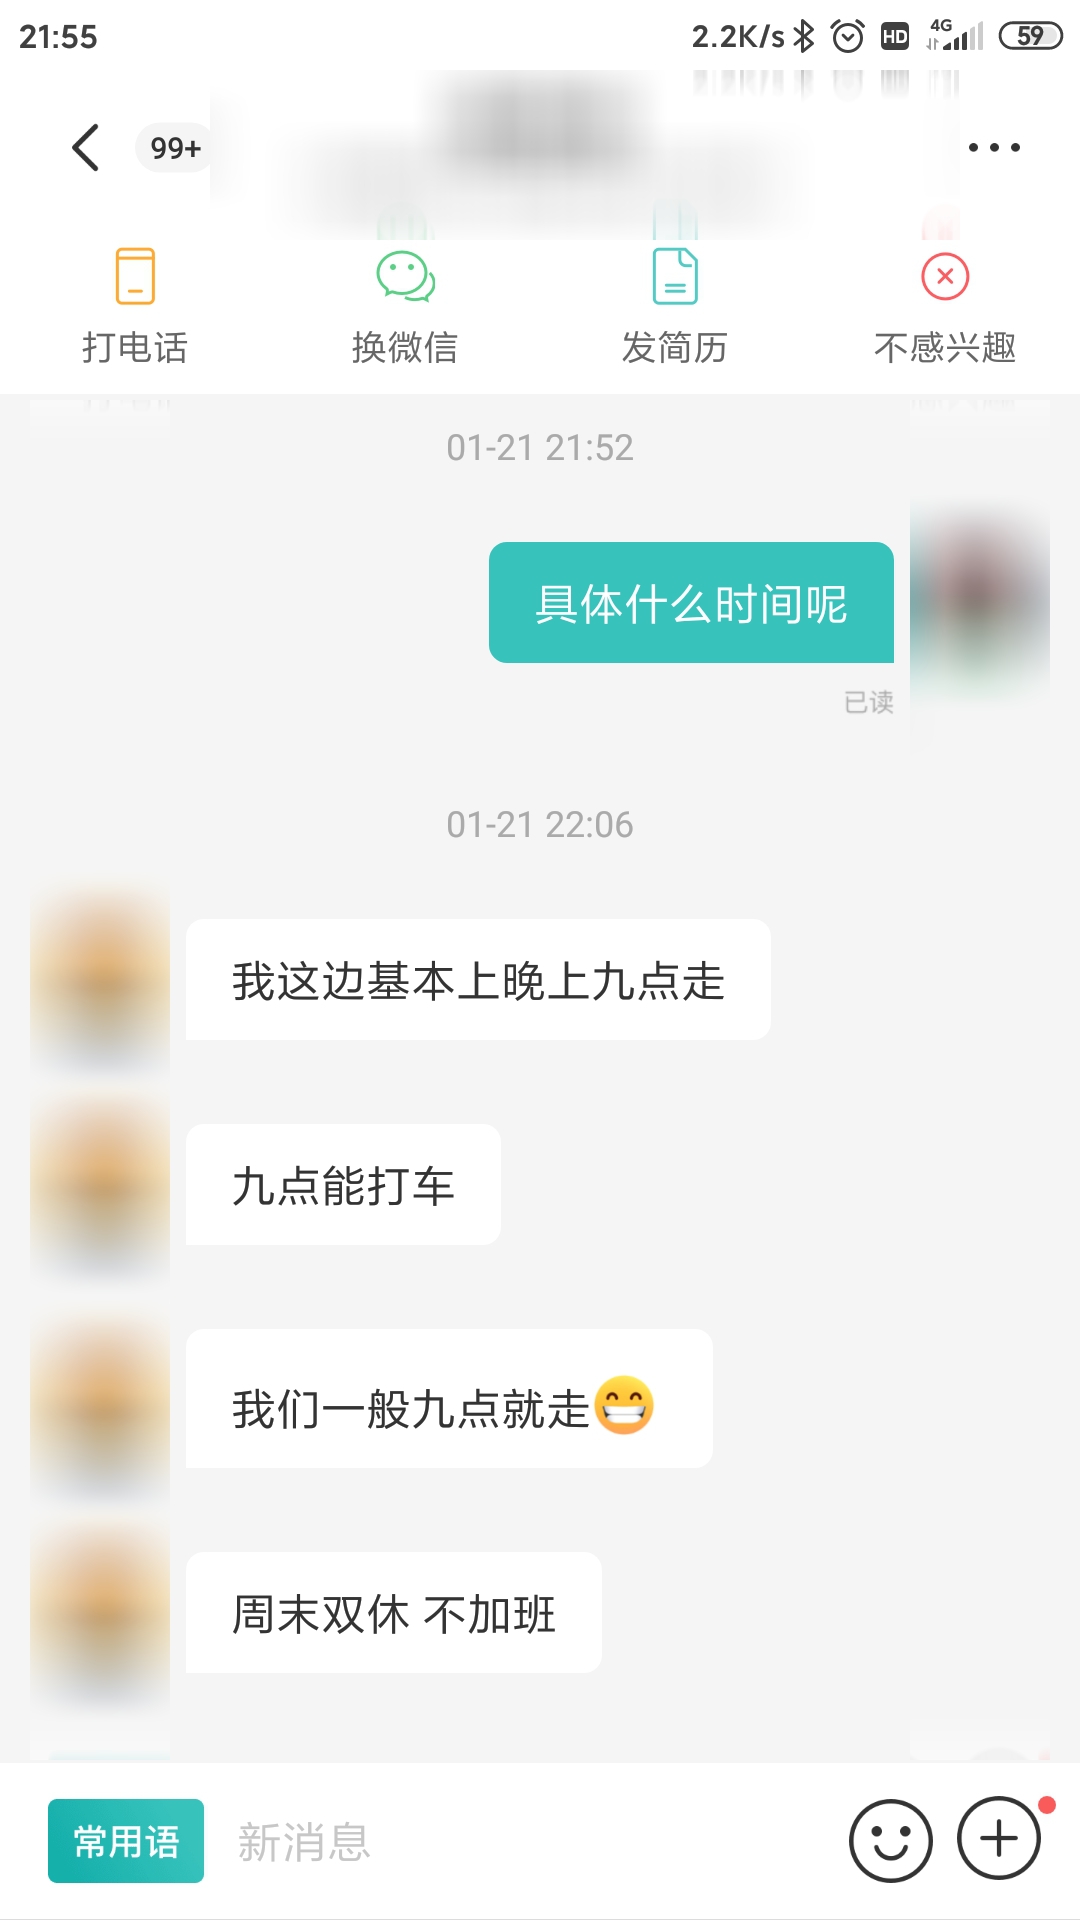 21:55
2.2K/s HD 4G 59
99+
打电话
换微信
发简历
不感兴趣
01-21 21:52
具体什么时间呢
已读
01-21 22:06
我这边基本上晚上九点走
九点能打车
我们一般九点就走😁
周末双休 不加班
常用语
新消息